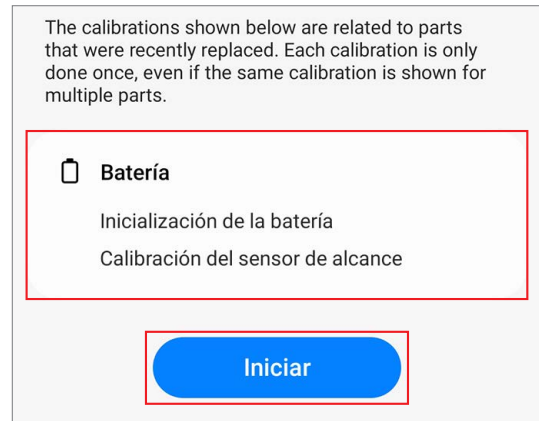 The calibrations shown below are related to parts
that were recently replaced. Each calibration is only
done once, even if the same calibration is shown for
multiple parts.
Batería
Inicialización de la batería
Calibración del sensor de alcance
Iniciar